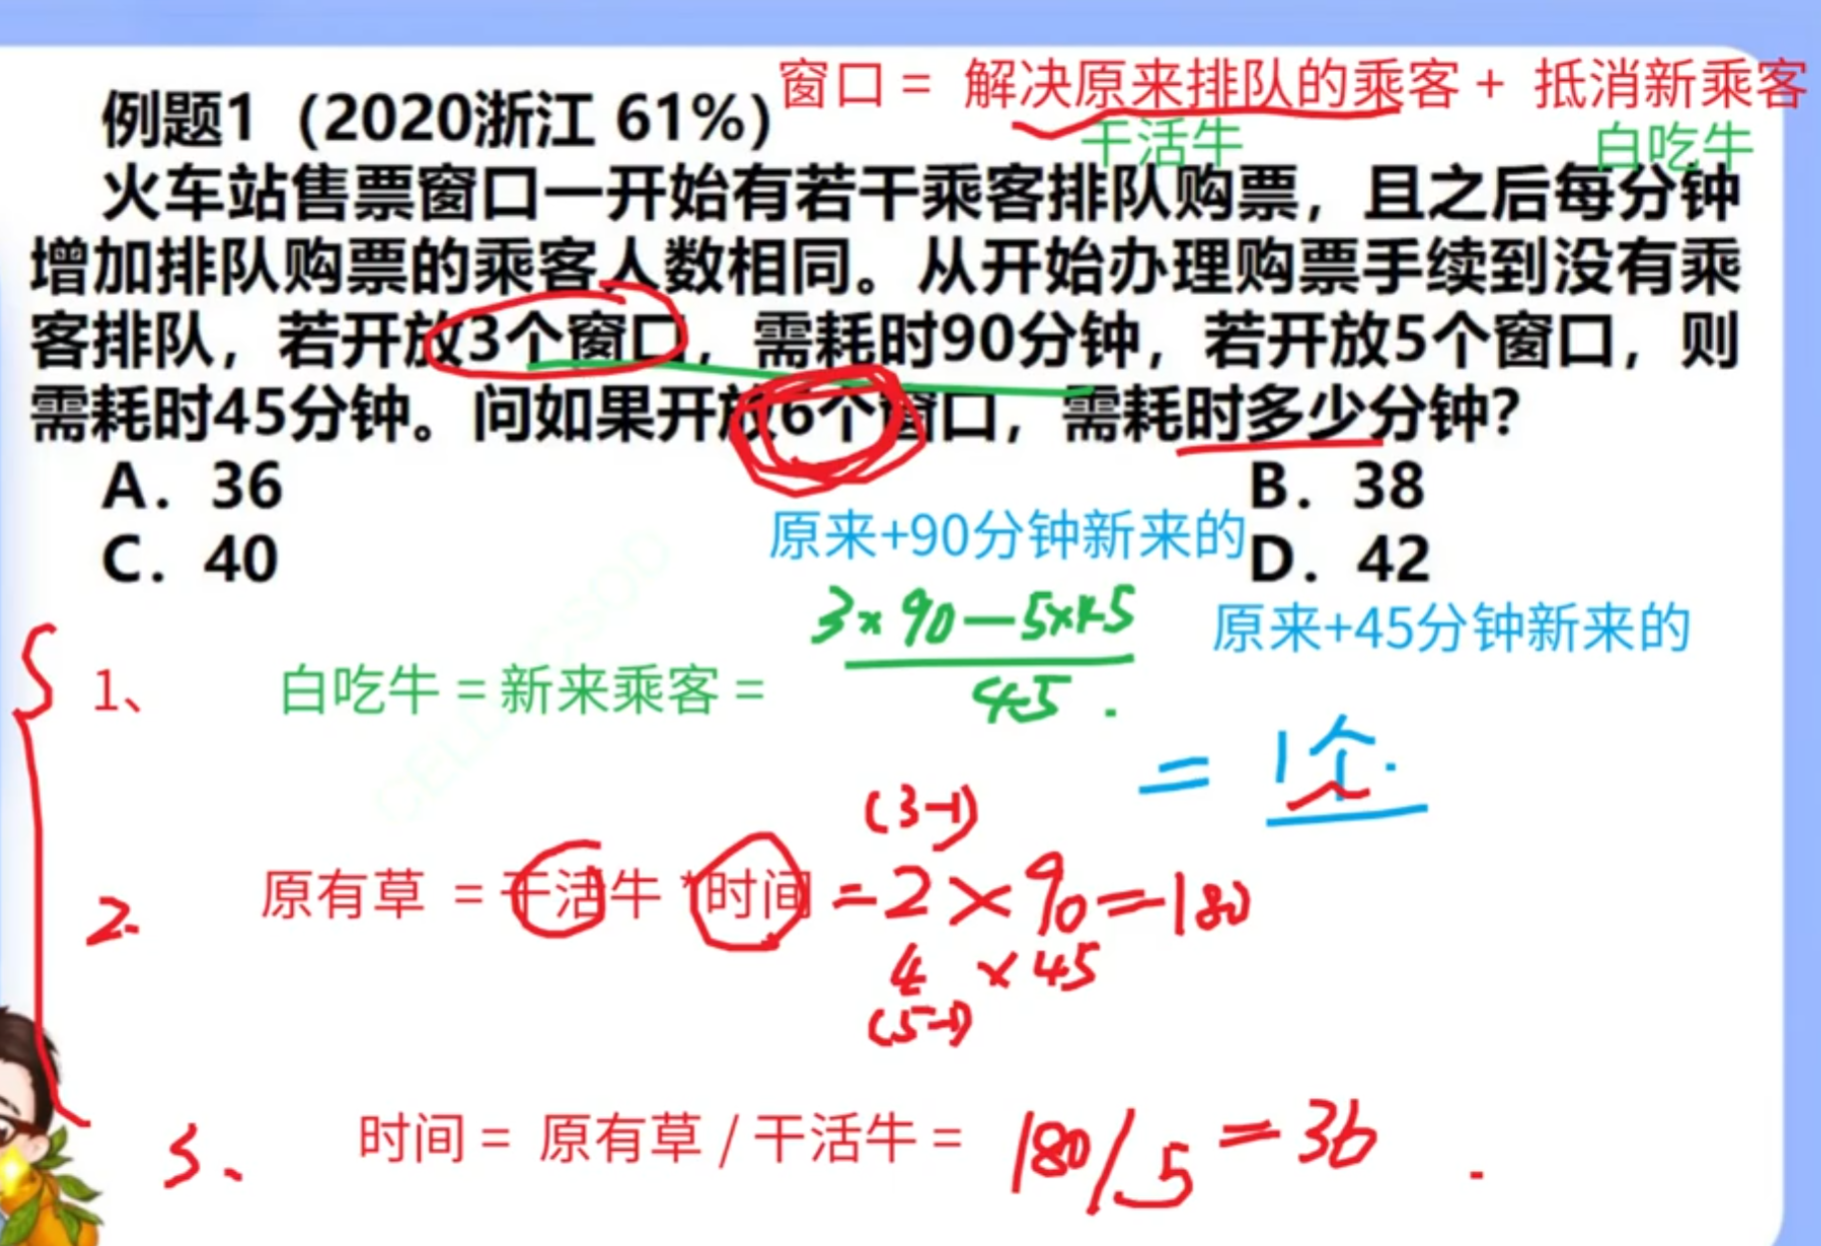 窗口 = 解决原来排队的乘客 + 抵消新乘客
例题1（2020浙江 61%）
干活牛 白吃牛
火车站售票窗口一开始有若干乘客排队购票，且之后每分钟
增加排队购票的乘客人数相同。从开始办理购票手续到没有乘
客排队，若开放3个窗口，需耗时90分钟，若开放5个窗口，则
需耗时45分钟。问如果开放6个窗口，需耗时多少分钟？
A. 36
B. 38
C. 40
D. 42
原来+90分钟新来的
3×90—5×45
原来+45分钟新来的
1、 白吃牛 = 新来乘客 =
45
= 1个
(3-1)
2. 原有草 = 干活牛 *时间 = 2×90=180
4 ×45
(5-1)
3、 时间 = 原有草 / 干活牛 = 180/5=36